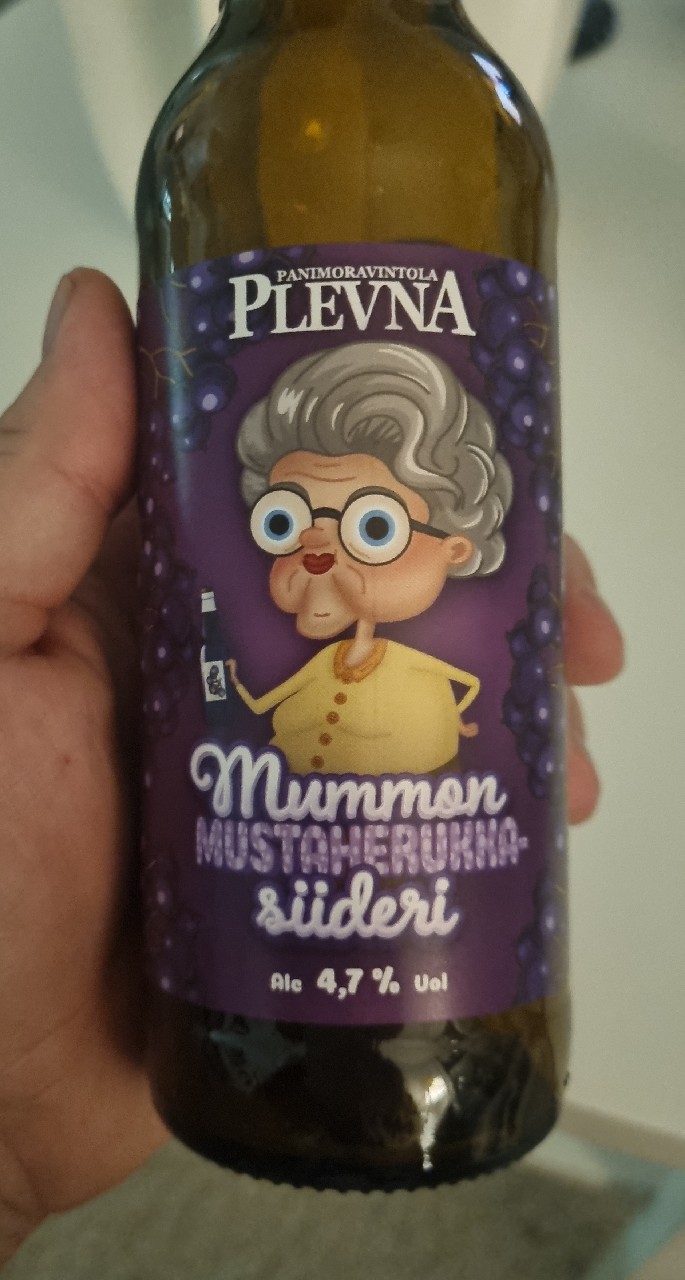 PANIMORAVINTOLA
PLEVNA
Mummon
MUSTAHERUKKA-
siideri
Alc 4,7 % Vol